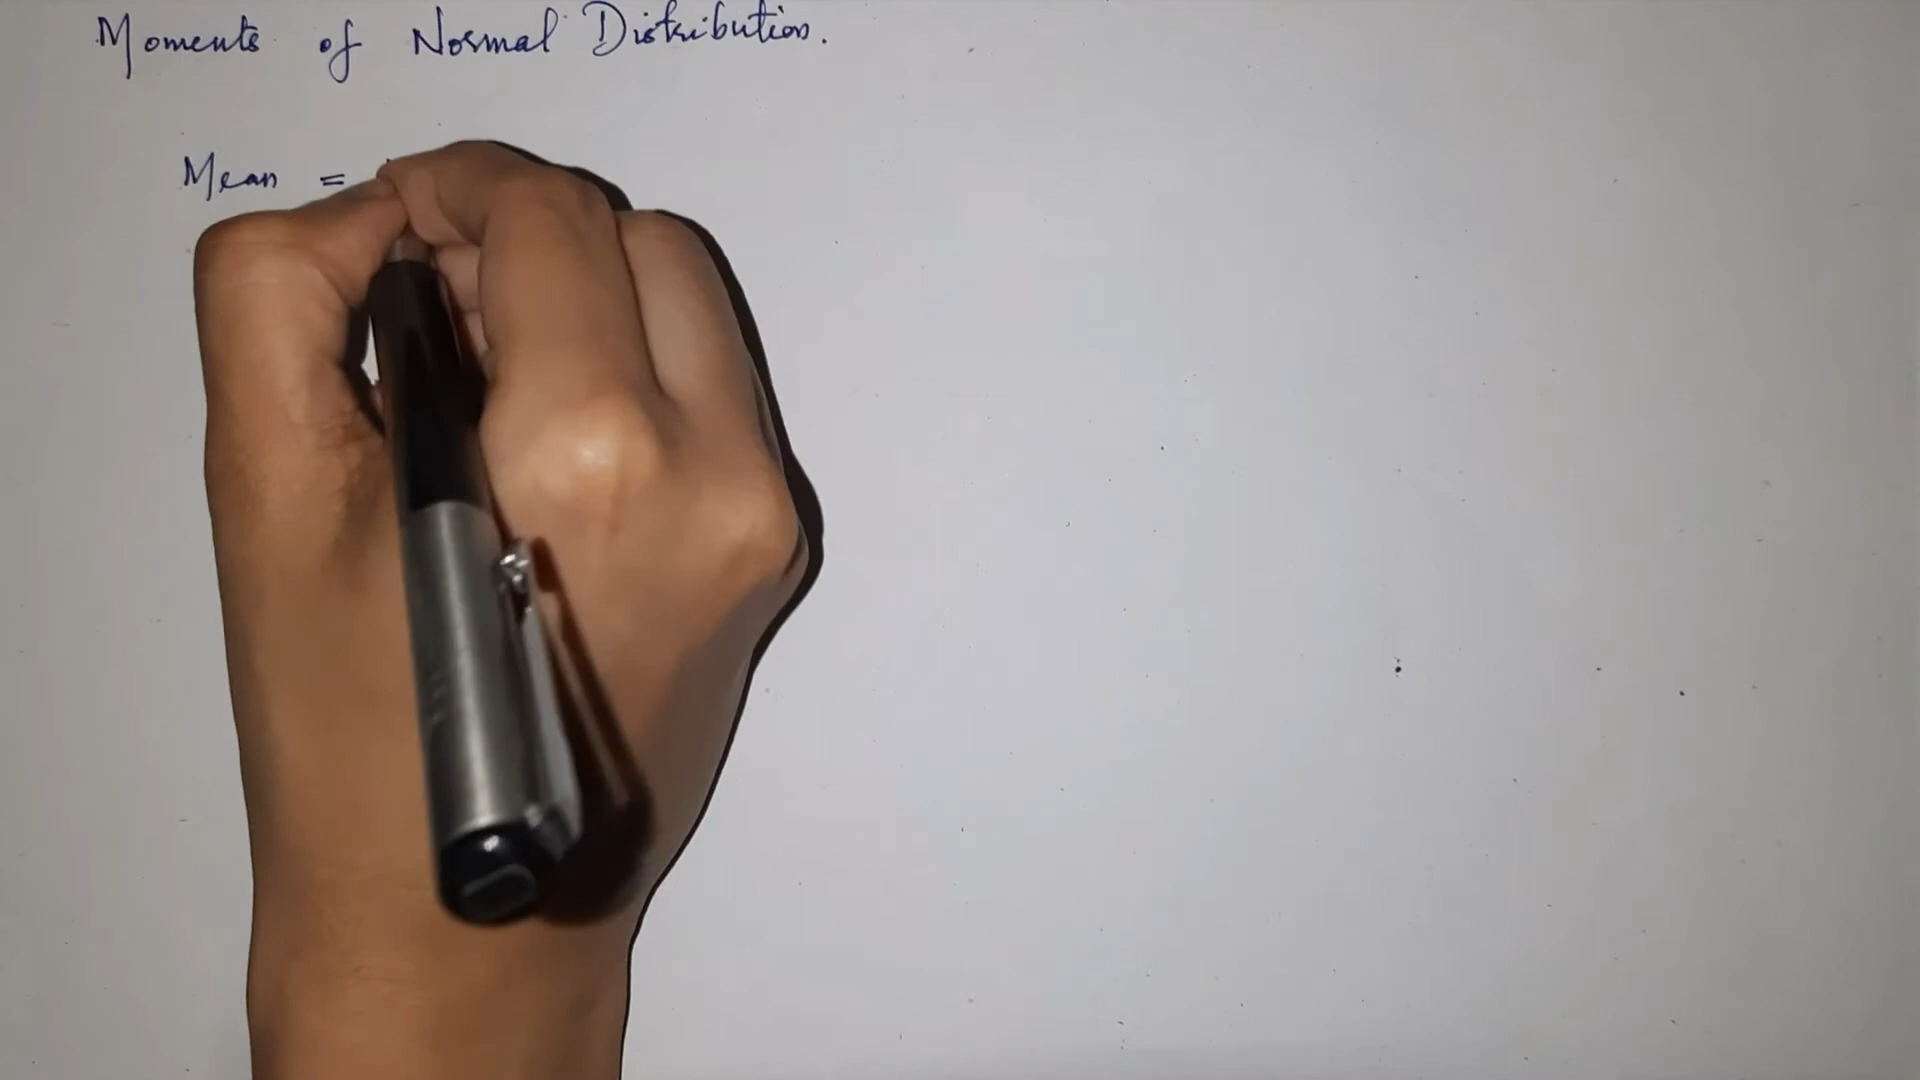 Moments of Normal Distribution.
Mean =